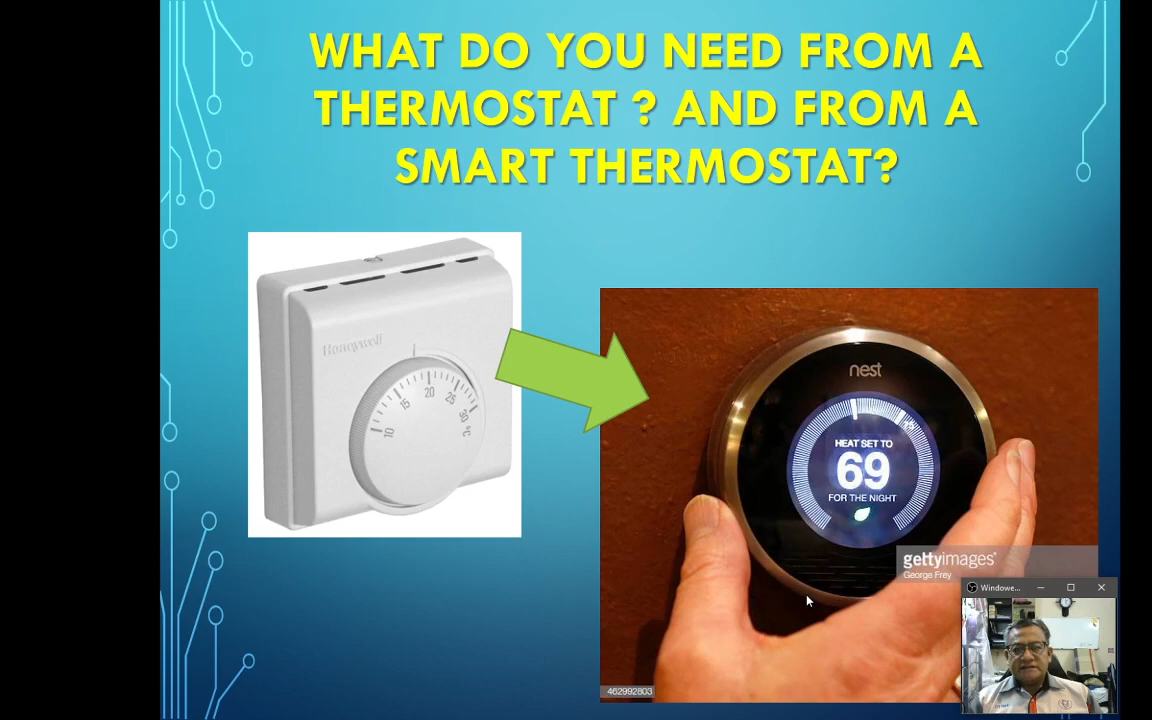 WHAT DO YOU NEED FROM A
THERMOSTAT ? AND FROM A
SMART THERMOSTAT?
Honeywell
10
15
20
25
30
°C
nest
75
HEAT SET TO
69
FOR THE NIGHT
gettyimages®
George Frey
462992803
Windowe...